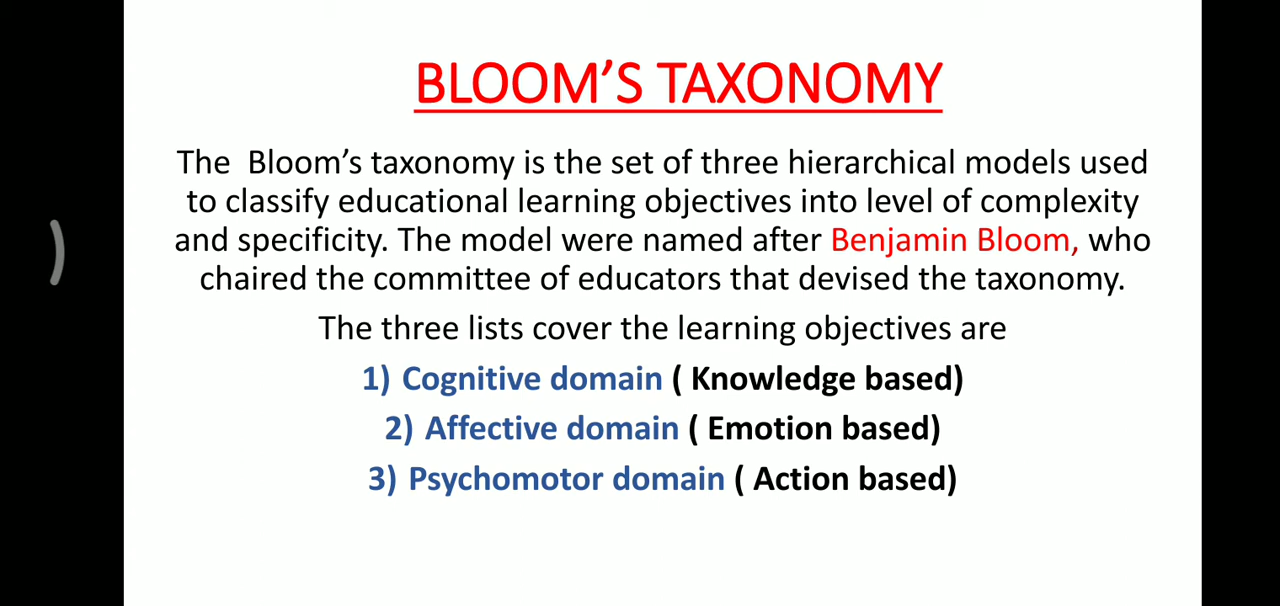 BLOOM’S TAXONOMY
The  Bloom’s taxonomy is the set of three hierarchical models used
to classify educational learning objectives into level of complexity
and specificity. The model were named after Benjamin Bloom, who
chaired the committee of educators that devised the taxonomy.
The three lists cover the learning objectives are
1) Cognitive domain ( Knowledge based)
2) Affective domain ( Emotion based)
3) Psychomotor domain ( Action based)